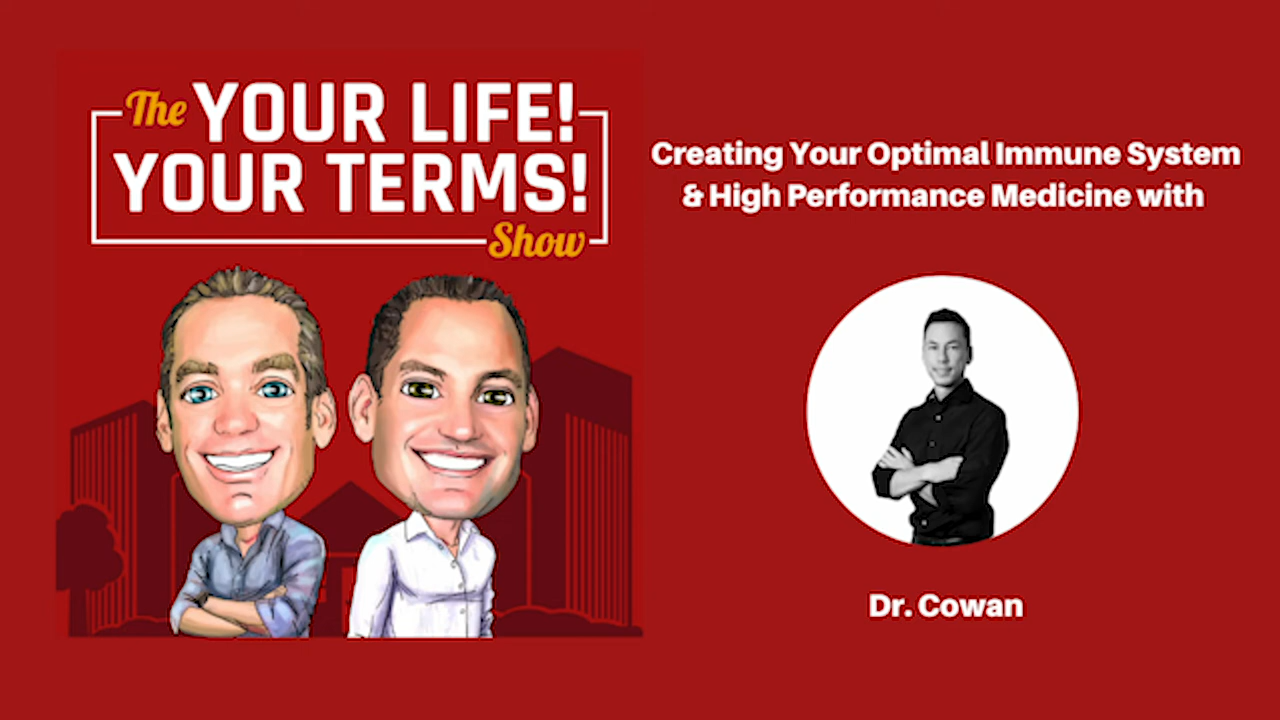 The YOUR LIFE!
YOUR TERMS!
Show
Creating Your Optimal Immune System
& High Performance Medicine with
Dr. Cowan